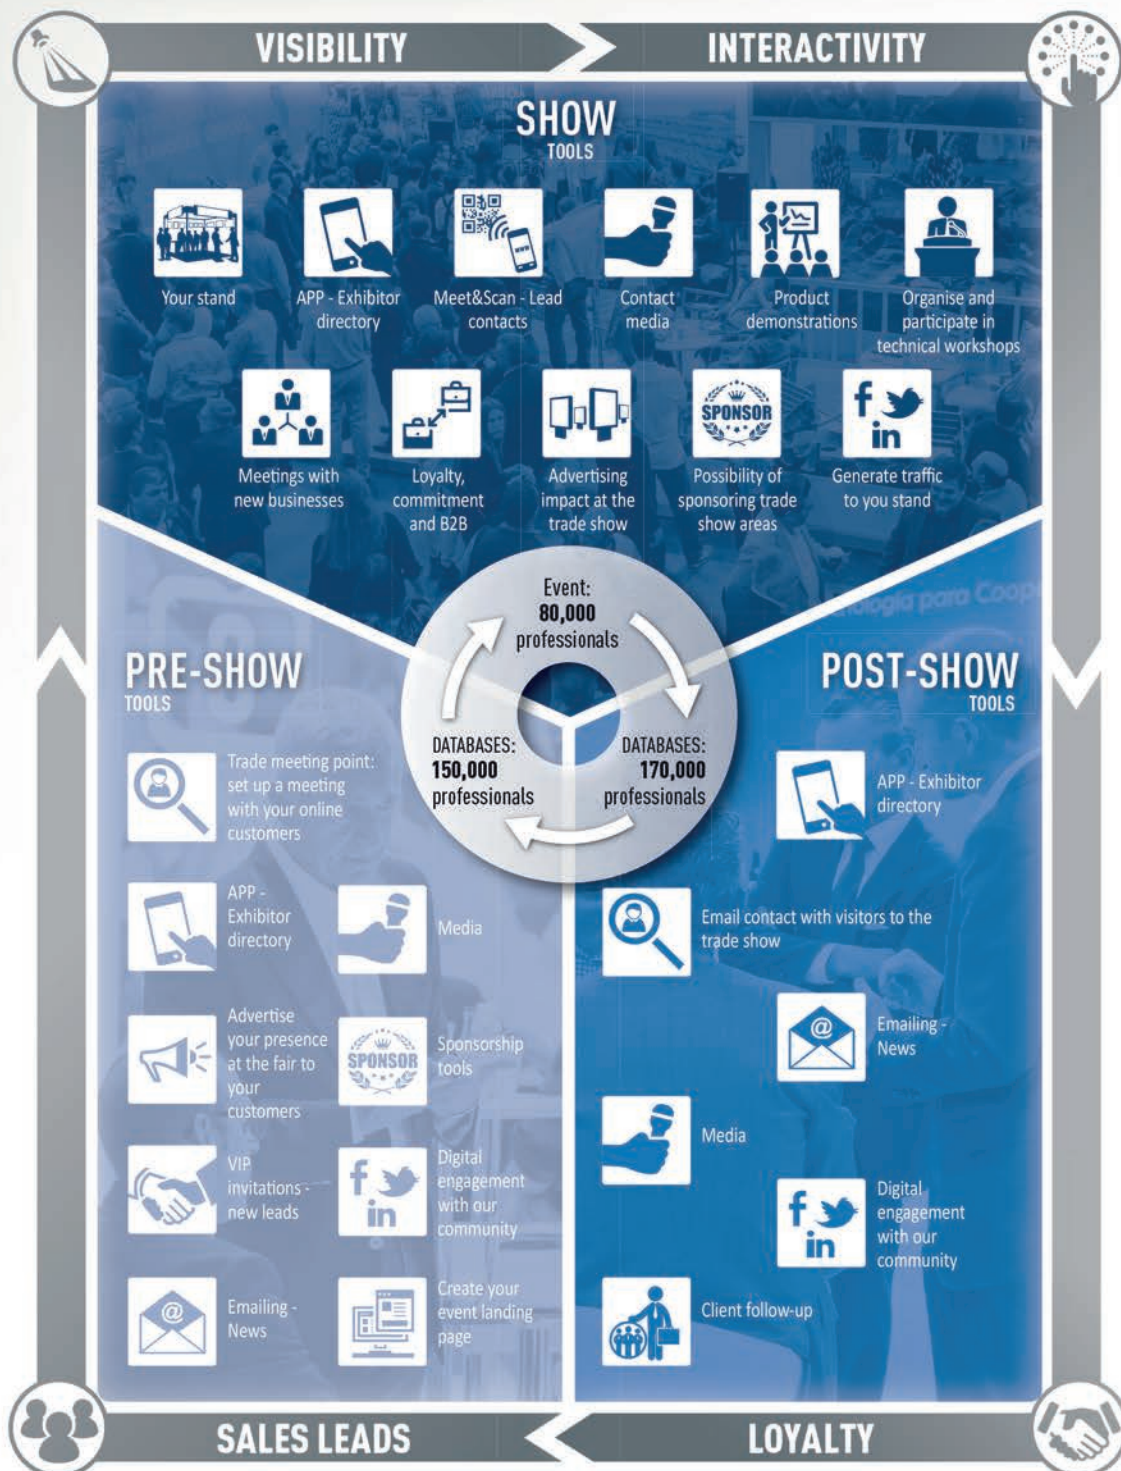 VISIBILITY
INTERACTIVITY
SHOW
TOOLS
www
Your stand
APP - Exhibitor
directory
Meet&Scan - Lead
contacts
Contact
media
Product
demonstrations
Organise and
participate in
technical workshops
SPONSOR
f
in
Meetings with
new businesses
Loyalty,
commitment
and B2B
Advertising
impact at the
trade show
Possibility of
sponsoring trade
show areas
Generate traffic
to you stand
Event:
80,000
professionals
DATABASES:
150,000
professionals
DATABASES:
170,000
professionals
PRE-SHOW
TOOLS
Trade meeting point:
set up a meeting
with your online
customers
APP -
Exhibitor
directory
Media
Advertise
your presence
at the fair to
your
customers
SPONSOR
Sponsorship
tools
VIP
invitations -
new leads
f
in
Digital
engagement
with our
community
@
Emailing -
News
Create your
event landing
page
para Coop
POST-SHOW
TOOLS
APP - Exhibitor
directory
Email contact with visitors to the
trade show
@
Emailing -
News
Media
f
in
Digital
engagement
with our
community
Client follow-up
SALES LEADS
LOYALTY